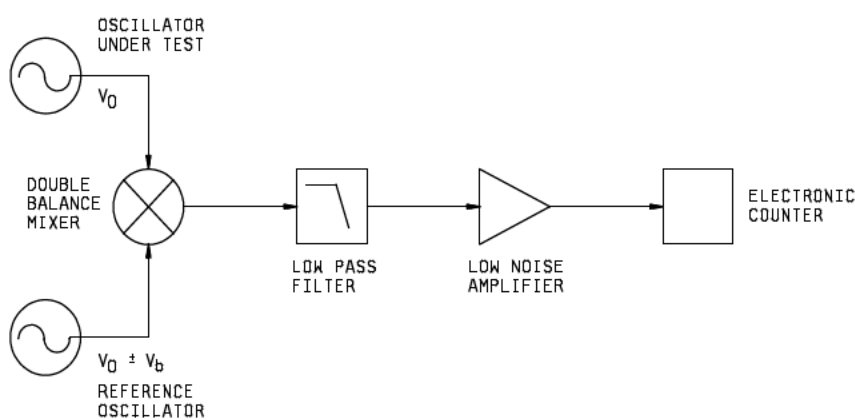 OSCILLATOR
UNDER TEST
V0
DOUBLE
BALANCE
MIXER
LOW PASS
FILTER
LOW NOISE
AMPLIFIER
ELECTRONIC
COUNTER
V0 ± Vb
REFERENCE
OSCILLATOR